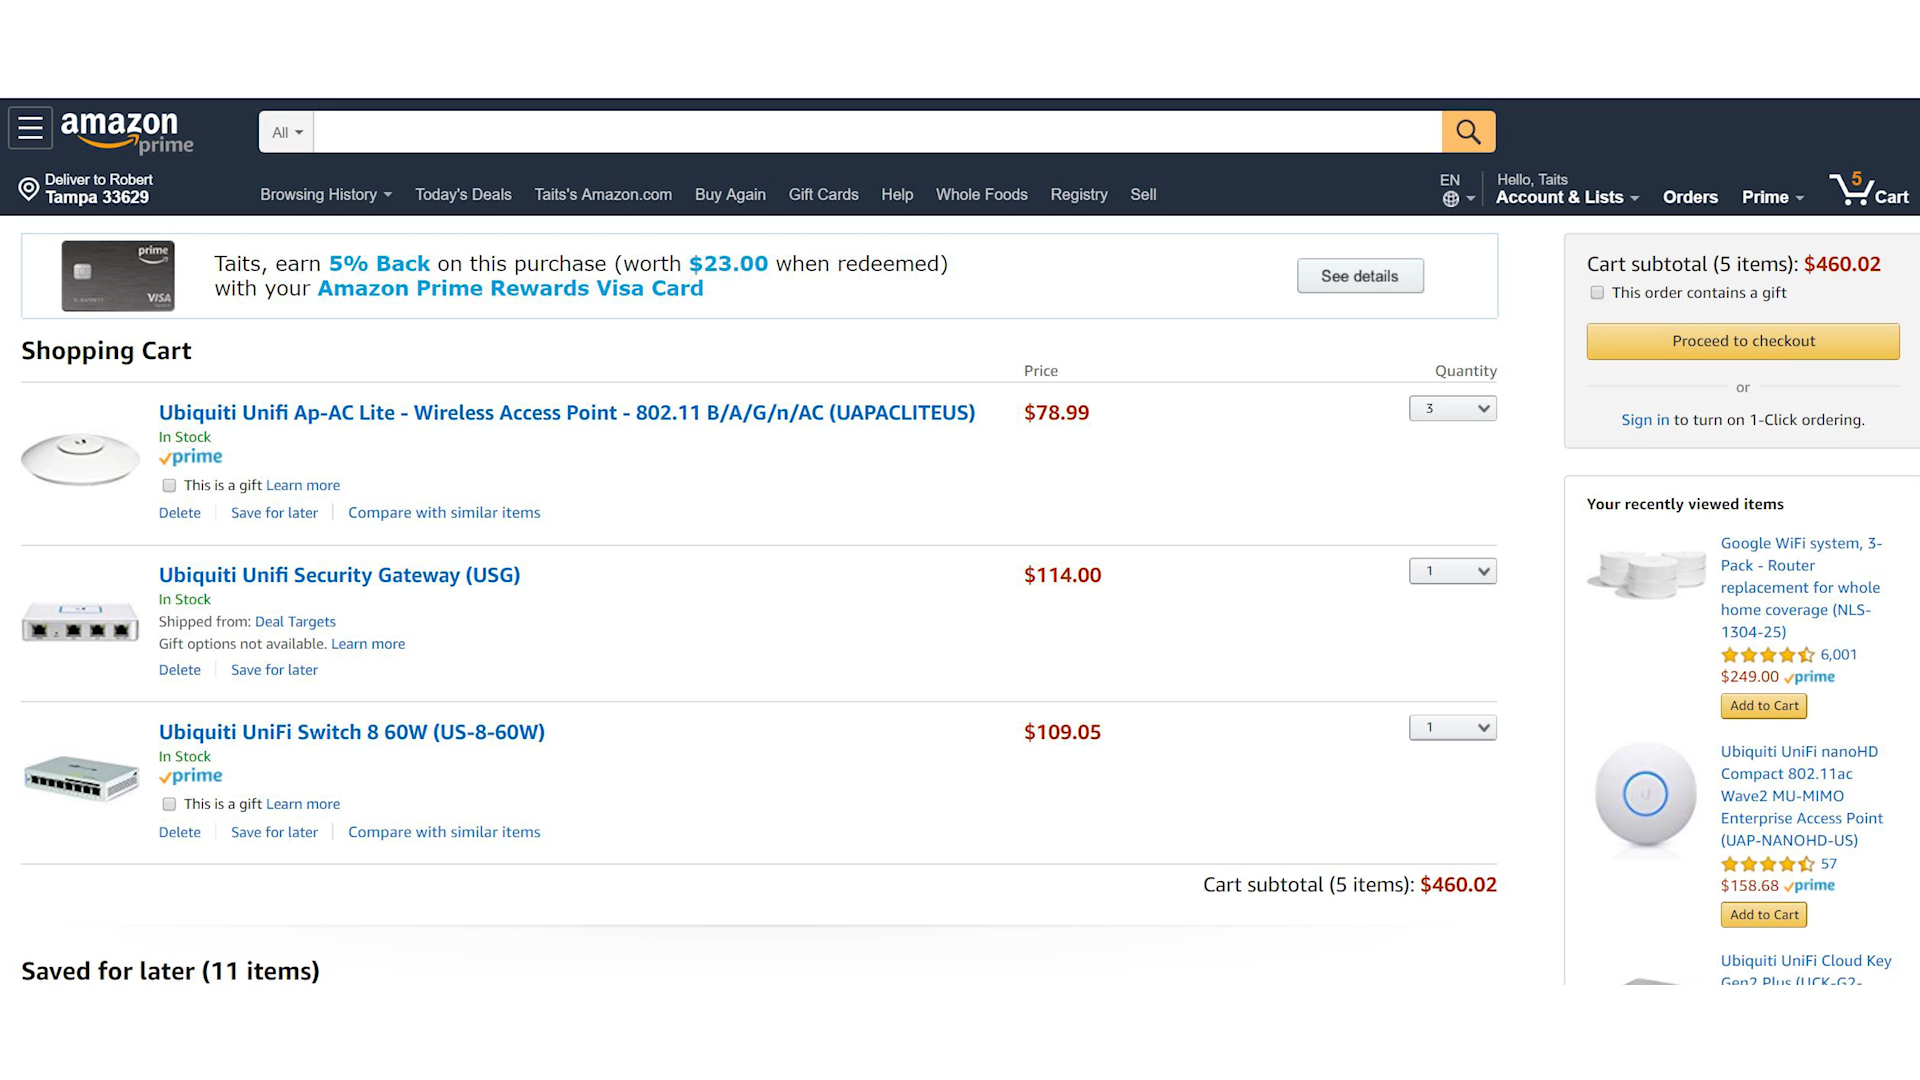 amazon
prime
All
Deliver to Robert
Tampa 33629
Browsing History
Today's Deals
Taits's Amazon.com
Buy Again
Gift Cards
Help
Whole Foods
Registry
Sell
EN
Hello, Taits
Account & Lists
Orders
Prime
5
Cart
prime
VISA
Taits, earn 5% Back on this purchase (worth $23.00 when redeemed)
with your Amazon Prime Rewards Visa Card
See details
Shopping Cart
Price
Quantity
Ubiquiti Unifi Ap-AC Lite - Wireless Access Point - 802.11 B/A/G/n/AC (UAPACLITEUS)
$78.99
3
In Stock
prime
This is a gift Learn more
Delete
Save for later
Compare with similar items
Ubiquiti Unifi Security Gateway (USG)
$114.00
1
In Stock
Shipped from: Deal Targets
Gift options not available. Learn more
Delete
Save for later
Ubiquiti UniFi Switch 8 60W (US-8-60W)
$109.05
1
In Stock
prime
This is a gift Learn more
Delete
Save for later
Compare with similar items
Cart subtotal (5 items): $460.02
Saved for later (11 items)
Cart subtotal (5 items): $460.02
This order contains a gift
Proceed to checkout
or
Sign in to turn on 1-Click ordering.
Your recently viewed items
Google WiFi system, 3-
Pack - Router
replacement for whole
home coverage (NLS-
1304-25)
6,001
$249.00 prime
Add to Cart
Ubiquiti UniFi nanoHD
Compact 802.11ac
Wave2 MU-MIMO
Enterprise Access Point
(UAP-NANOHD-US)
57
$158.68 prime
Add to Cart
Ubiquiti UniFi Cloud Key
Gen2 Plus (UCK-G2-